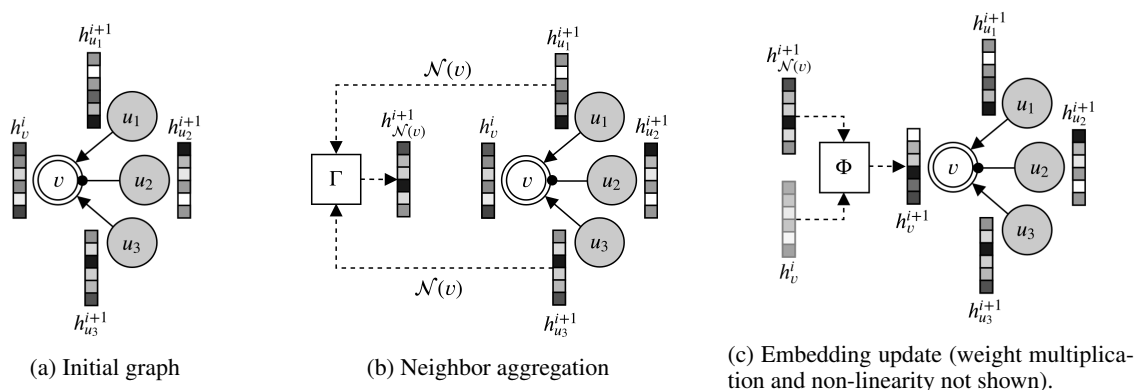 h_{u_1}^{i+1}
h_v^i
u_1
h_{u_2}^{i+1}
v
u_2
u_3
h_{u_3}^{i+1}
(a) Initial graph
h_{u_1}^{i+1}
𝒩(v)
h_{𝒩(v)}^{i+1}
h_v^i
u_1
h_{u_2}^{i+1}
Γ
v
u_2
u_3
𝒩(v)
h_{u_3}^{i+1}
(b) Neighbor aggregation
h_{𝒩(v)}^{i+1}
h_{u_1}^{i+1}
u_1
h_{u_2}^{i+1}
Φ
v
u_2
h_v^{i+1}
u_3
h_v^i
h_{u_3}^{i+1}
(c) Embedding update (weight multiplica-
tion and non-linearity not shown).